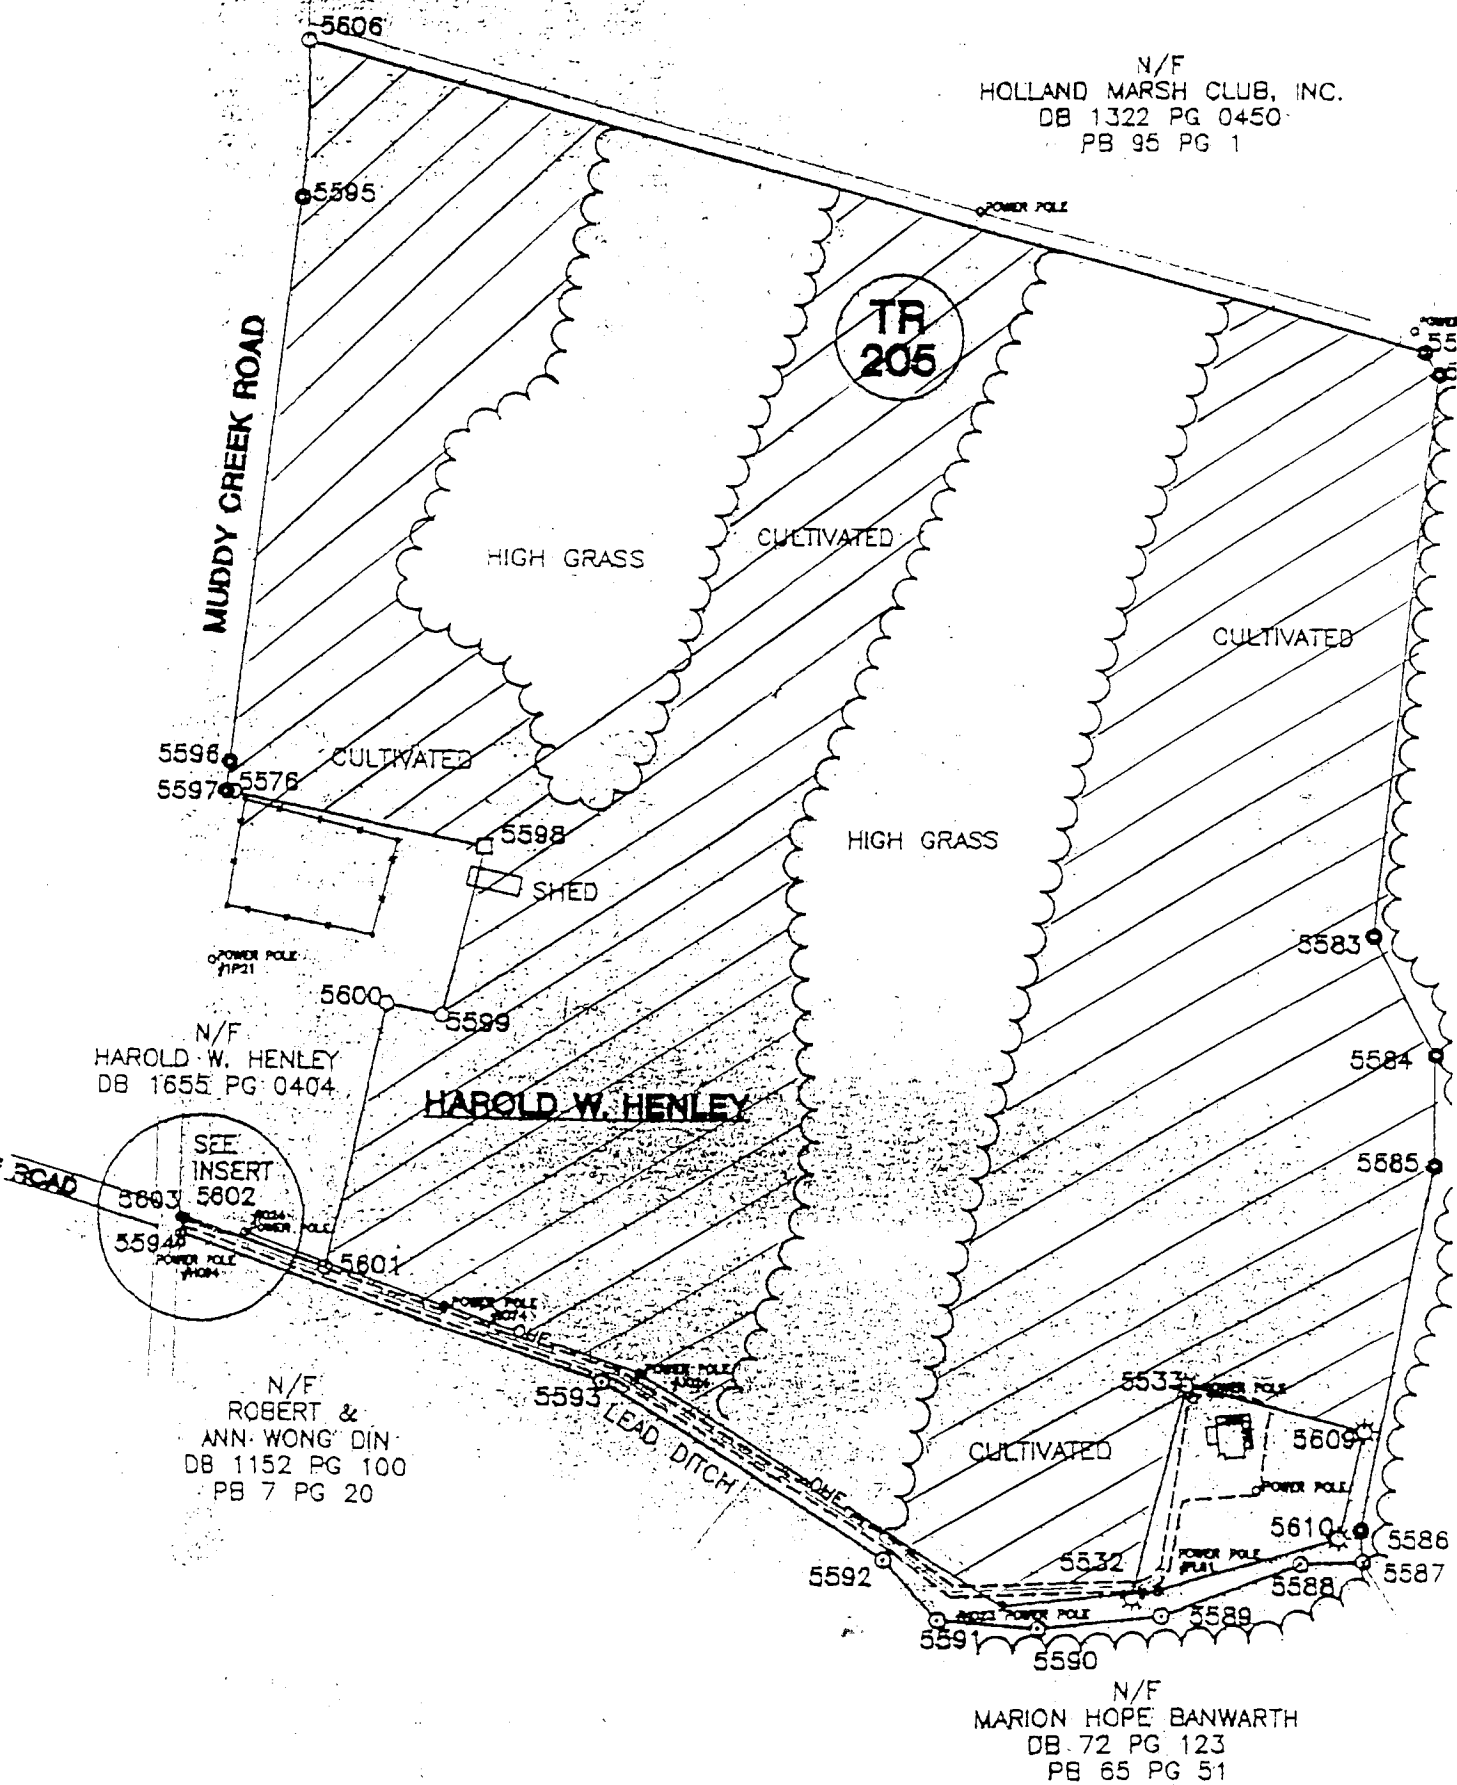 5606
N/F
HOLLAND MARSH CLUB, INC.
DB 1322 PG 0450
PB 95 PG 1
5595
POWER POLE
TR
205
POWER
55
MUDDY CREEK ROAD
HIGH GRASS
CULTIVATED
CULTIVATED
5596
CULTIVATED
5597
5576
5598
HIGH GRASS
SHED
5583
POWER POLE
5600
5599
N/F
HAROLD W. HENLEY
DB 1655 PG 0404
5584
HAROLD W. HENLEY
SEE
INSERT
5602
5585
ROAD
5603
POWER POLE
5594
POWER POLE
5601
POWER POLE
OHE
POWER POLE
5593
5533
POWER POLE
N/F
ROBERT &
ANN WONG DIN
DB 1152 PG 100
PB 7 PG 20
LEAD DITCH
CULTIVATED
5609
OHE
POWER POLE
5610
5586
5532
POWER POLE
5592
5588
5587
POWER POLE
5589
5591
5590
N/F
MARION HOPE BANWARTH
DB 72 PG 123
PB 65 PG 51